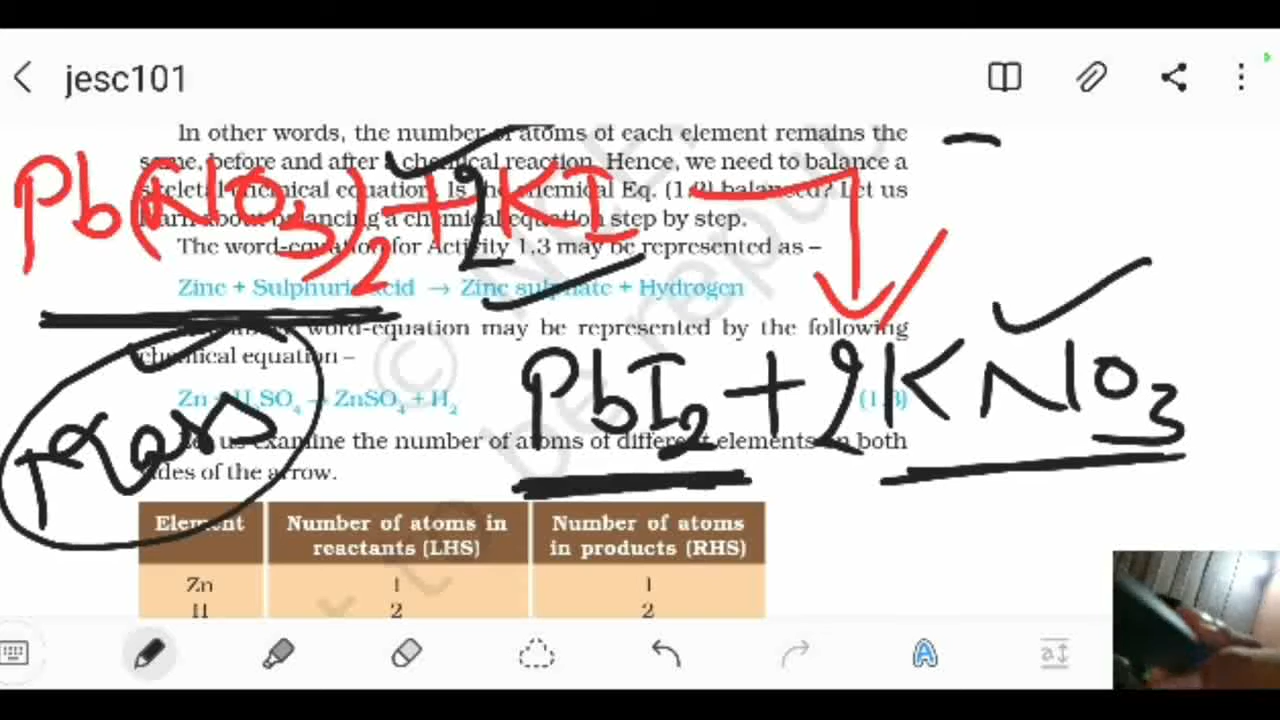 jesc101
In other words, the number of atoms of each element remains the
same, before and after a chemical reaction. Hence, we need to balance a
skeletal chemical equation. Is the chemical Eq. (1.2) balanced? Let us
learn about balancing a chemical equation step by step.
Pb(NO3)2 + 2KI
The word-equation for Activity 1.3 may be represented as –
Zinc + Sulphuric acid → Zinc sulphate + Hydrogen
word-equation may be represented by the following
chemical equation –
PbI2 + 2KNO3
Zn + H2SO4 → ZnSO4 + H2 (1.3)
Let us examine the number of atoms of different elements on both
sides of the arrow.
Element Number of atoms in reactants (LHS) Number of atoms in products (RHS)
Zn 1 1
H 2 2